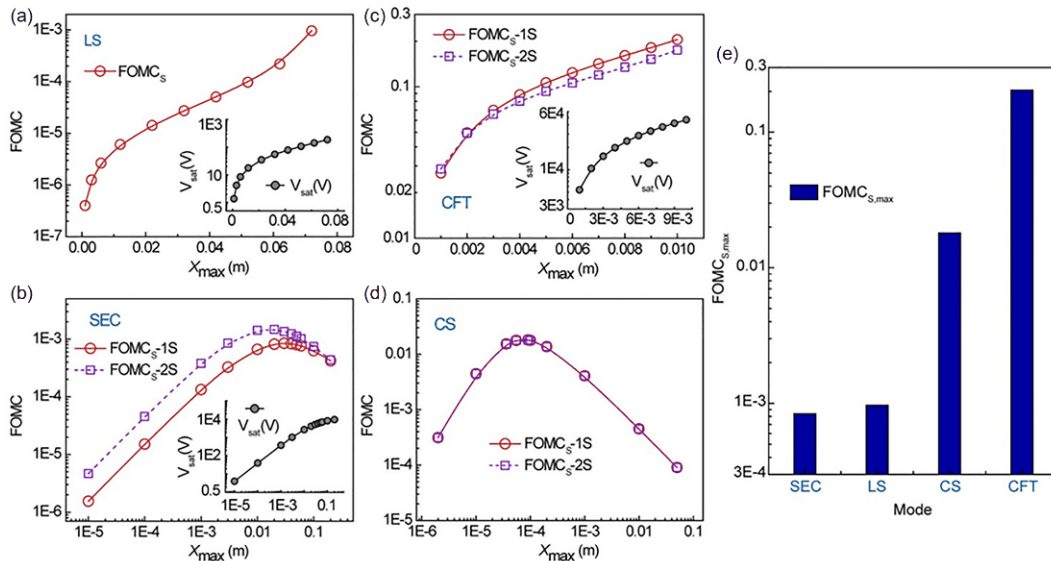 (a)
1E-3
1E-4
1E-5
1E-6
1E-7
FOMC
LS
FOMCS
1E3
10
0.5
Vsat(V)
Vsat(V)
0 0.04 0.08
0.00 0.02 0.04 0.06 0.08
Xmax (m)
(c)
0.3
0.1
0.02
0.01
FOMC
FOMCS-1S
FOMCS-2S
CFT
6E4
1E4
3E3
Vsat(V)
Vsat(V)
3E-3 6E-3 9E-3
0.000 0.002 0.004 0.006 0.008 0.010
Xmax (m)
(b)
1E-3
1E-4
1E-5
1E-6
FOMC
SEC
FOMCS-1S
FOMCS-2S
1E4
1E2
0.5
Vsat(V)
Vsat(V)
1E-5 1E-3 0.1
1E-5 1E-4 1E-3 0.01 0.1
Xmax (m)
(d)
0.1
0.01
1E-3
1E-4
1E-5
FOMC
CS
FOMCS-1S
FOMCS-2S
1E-6 1E-5 1E-4 1E-3 0.01 0.1
Xmax (m)
(e)
0.3
0.1
0.01
1E-3
3E-4
FOMCS,max
FOMCS,max
SEC LS CS CFT
Mode